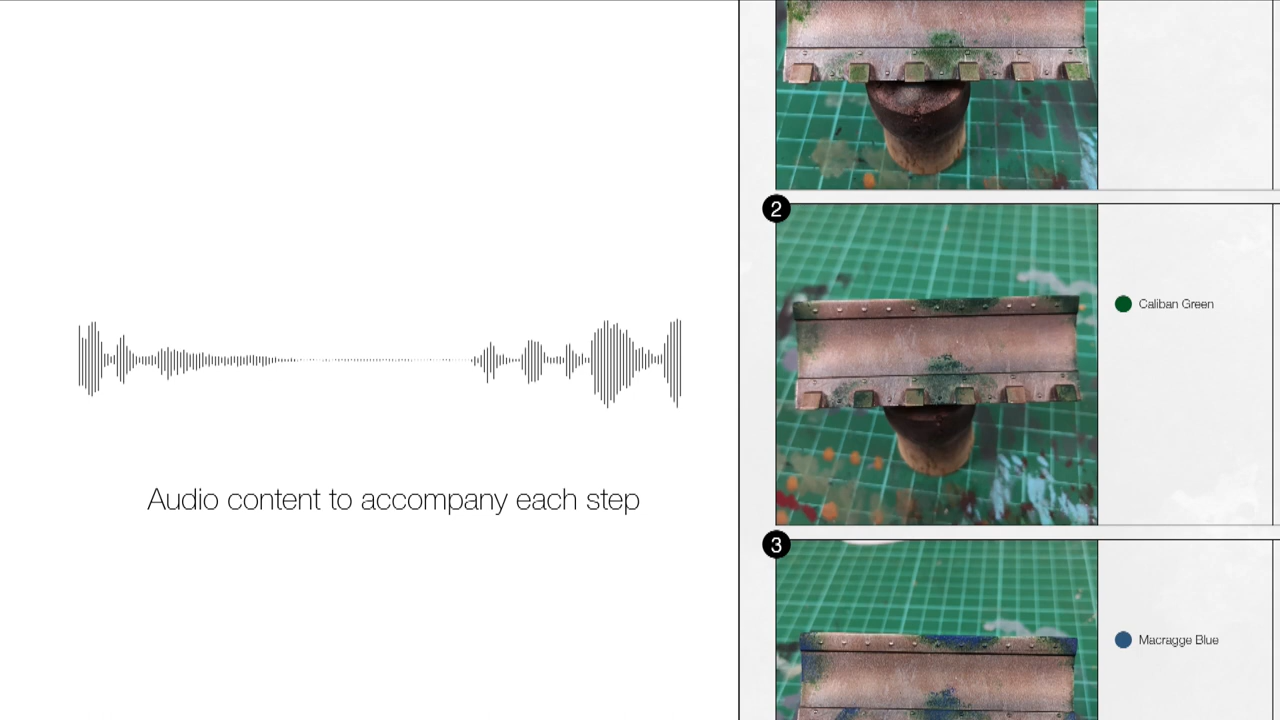 Audio content to accompany each step
2
Caliban Green
3
Macragge Blue